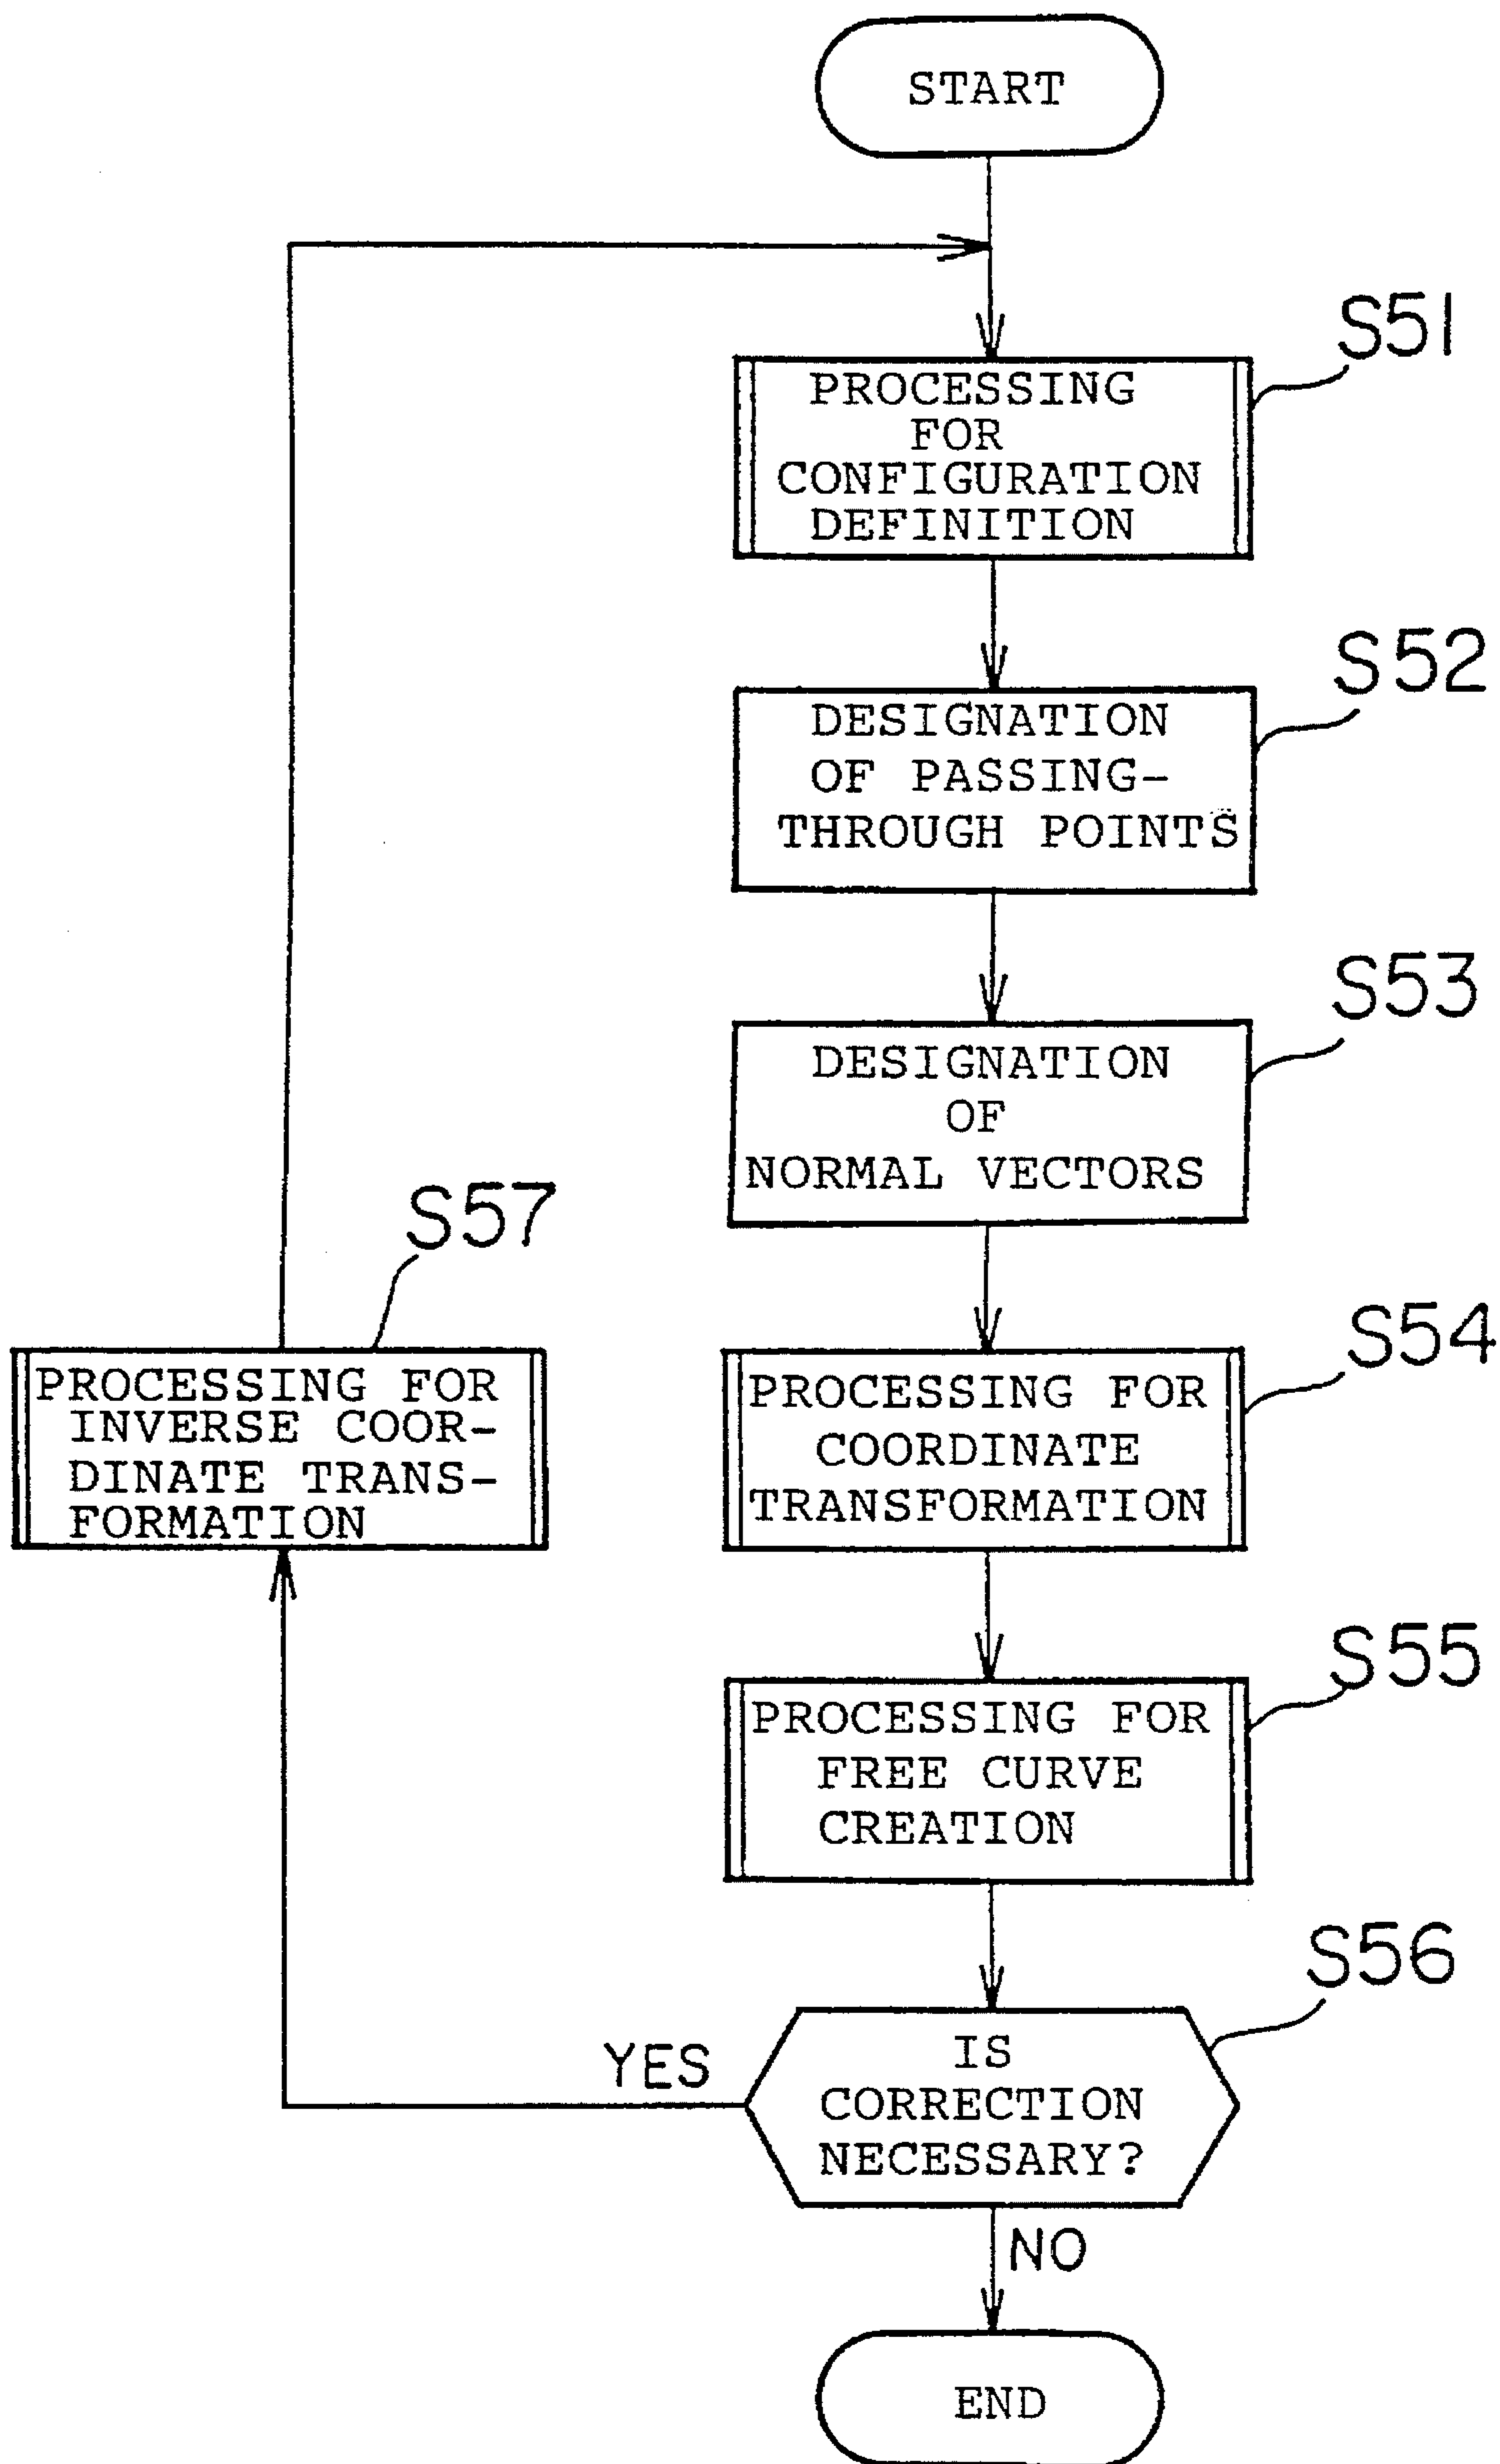 START
S51
PROCESSING
FOR
CONFIGURATION
DEFINITION
S52
DESIGNATION
OF PASSING-
THROUGH POINTS
S53
DESIGNATION
OF
NORMAL VECTORS
S57
PROCESSING FOR
INVERSE COOR-
DINATE TRANS-
FORMATION
S54
PROCESSING FOR
COORDINATE
TRANSFORMATION
S55
PROCESSING FOR
FREE CURVE
CREATION
S56
IS
CORRECTION
NECESSARY?
YES
NO
END